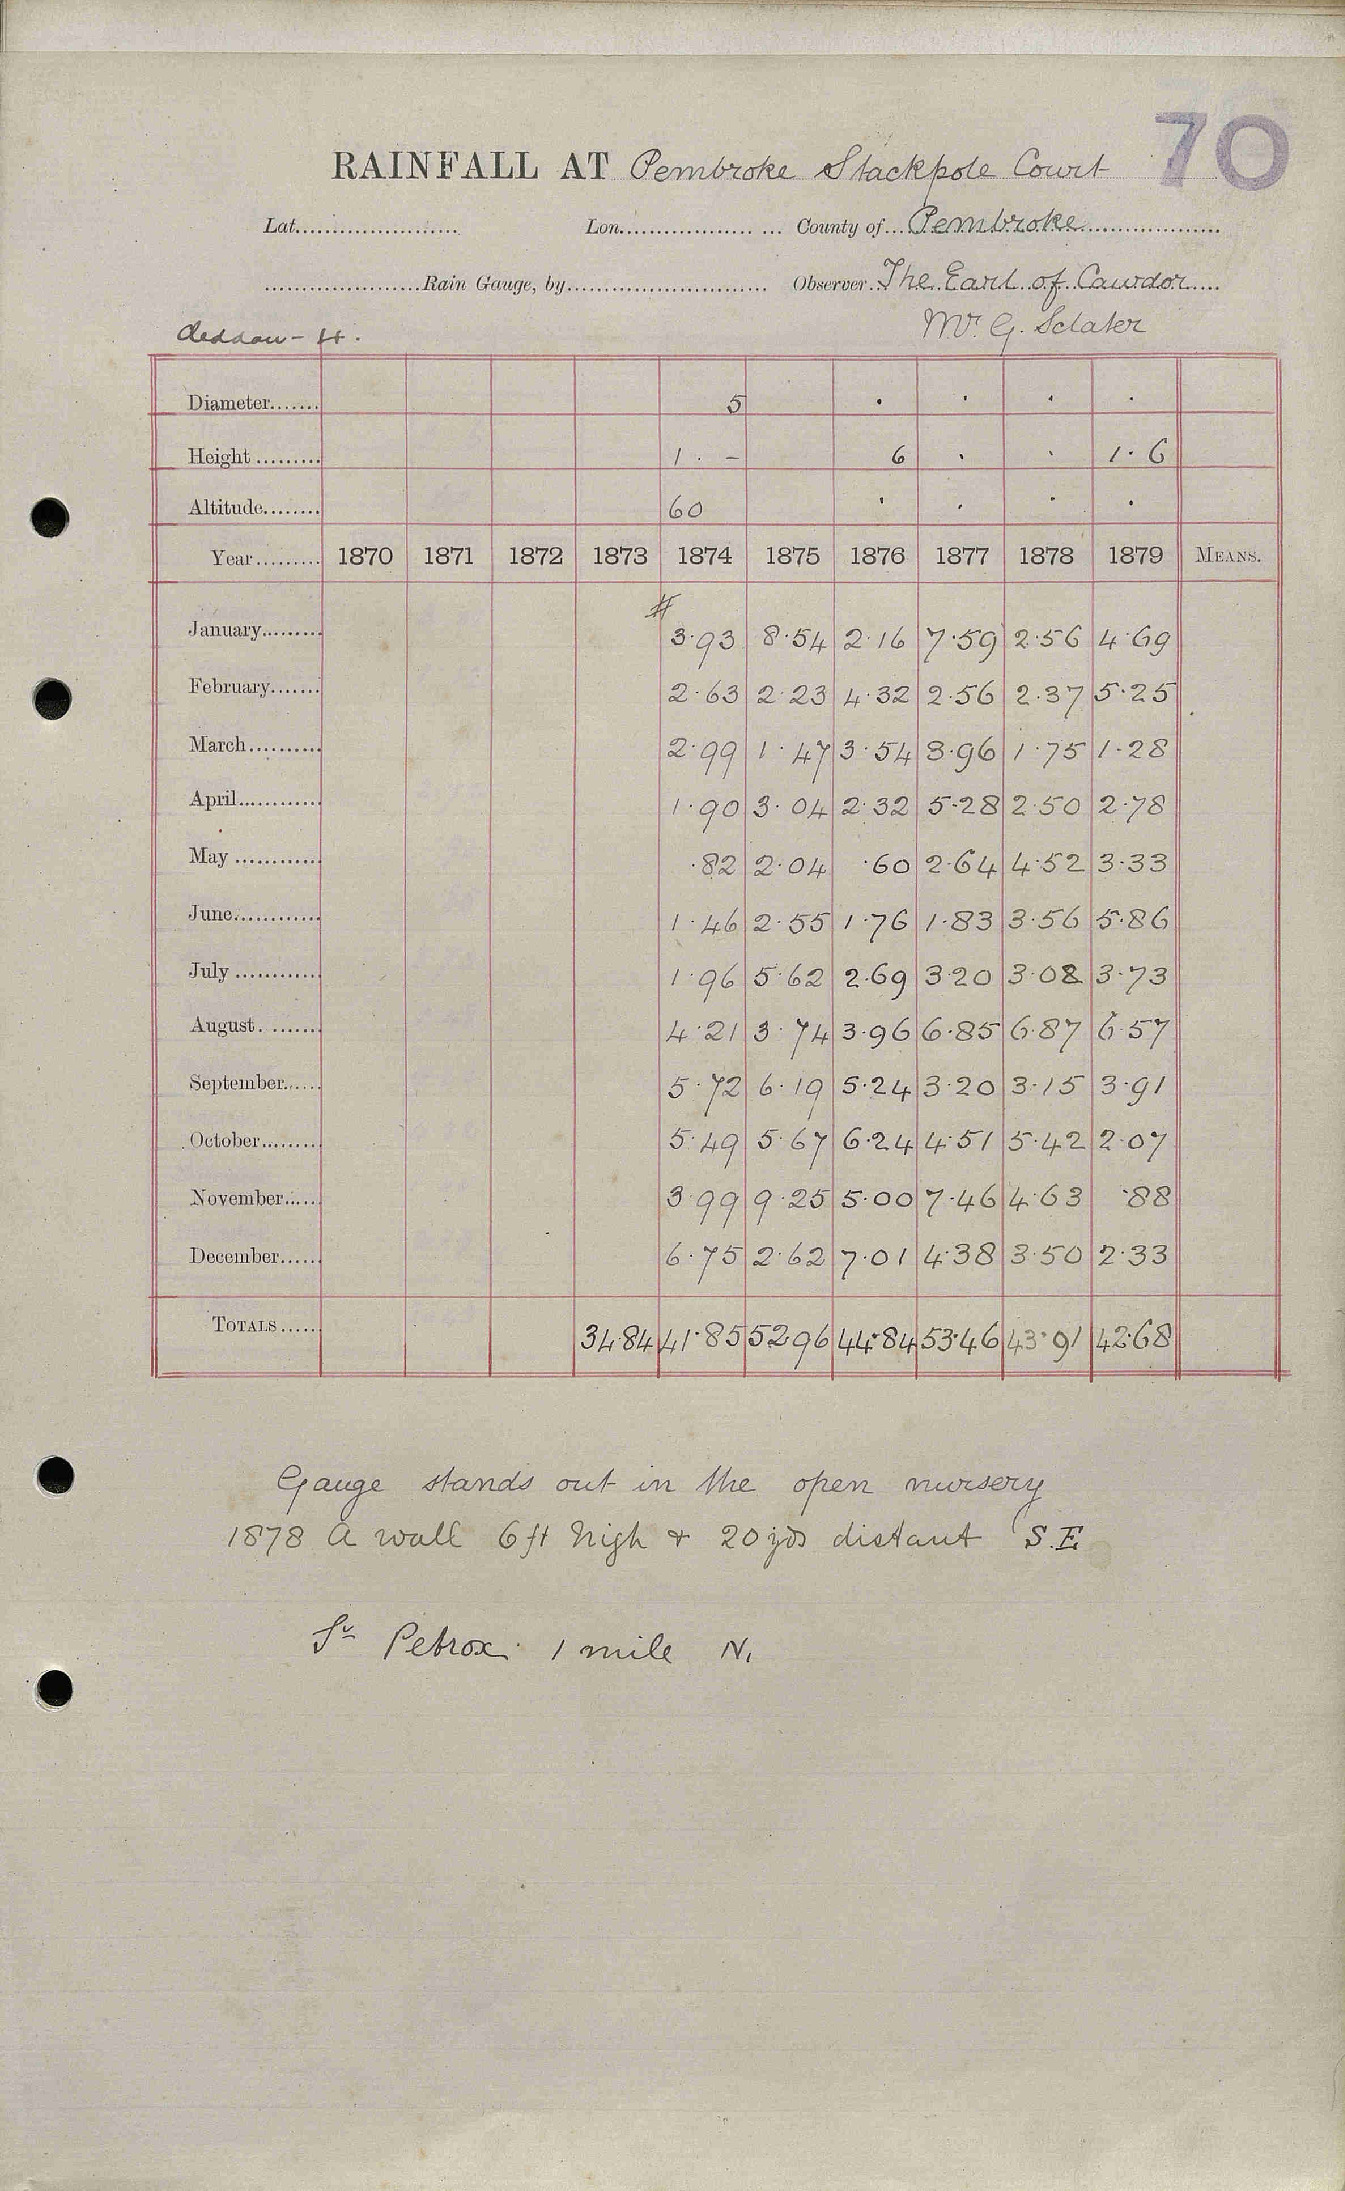 70
RAINFALL AT Pembroke Stackpole Court
Lat. Lon. County of Pembroke
Rain Gauge, by Observer The Earl of Cawdor
Mr. G. Sclater
Cleddau - H.
Diameter 5 · · · ·
Height 1 · - 6 · · 1·6
Altitude 60 · · · ·
Year 1870 1871 1872 1873 1874 1875 1876 1877 1878 1879 MEANS.
#
January 3·93 8·54 2·16 7·59 2·56 4·69
February 2·63 2·23 4·32 2·56 2·37 5·25
March 2·99 1·47 3·54 3·96 1·75 1·28
April 1·90 3·04 2·32 5·28 2·50 2·78
May ·82 2·04 ·60 2·64 4·52 3·33
June 1·46 2·55 1·76 1·83 3·56 5·86
July 1·96 5·62 2·69 3·20 3·08 3·73
August 4·21 3·74 3·96 6·85 6·87 6·57
September 5·72 6·19 5·24 3·20 3·15 3·91
October 5·49 5·67 6·24 4·51 5·42 2·07
November 3·99 9·25 5·00 7·46 4·63 ·88
December 6·75 2·62 7·01 4·38 3·50 2·33
TOTALS 34·84 41·85 52 96 44·84 53·46 43·91 42·68
Gauge stands out in the open nursery
1878 A wall 6 ft high + 20 yds distant S.E
St Petrox 1 mile N.